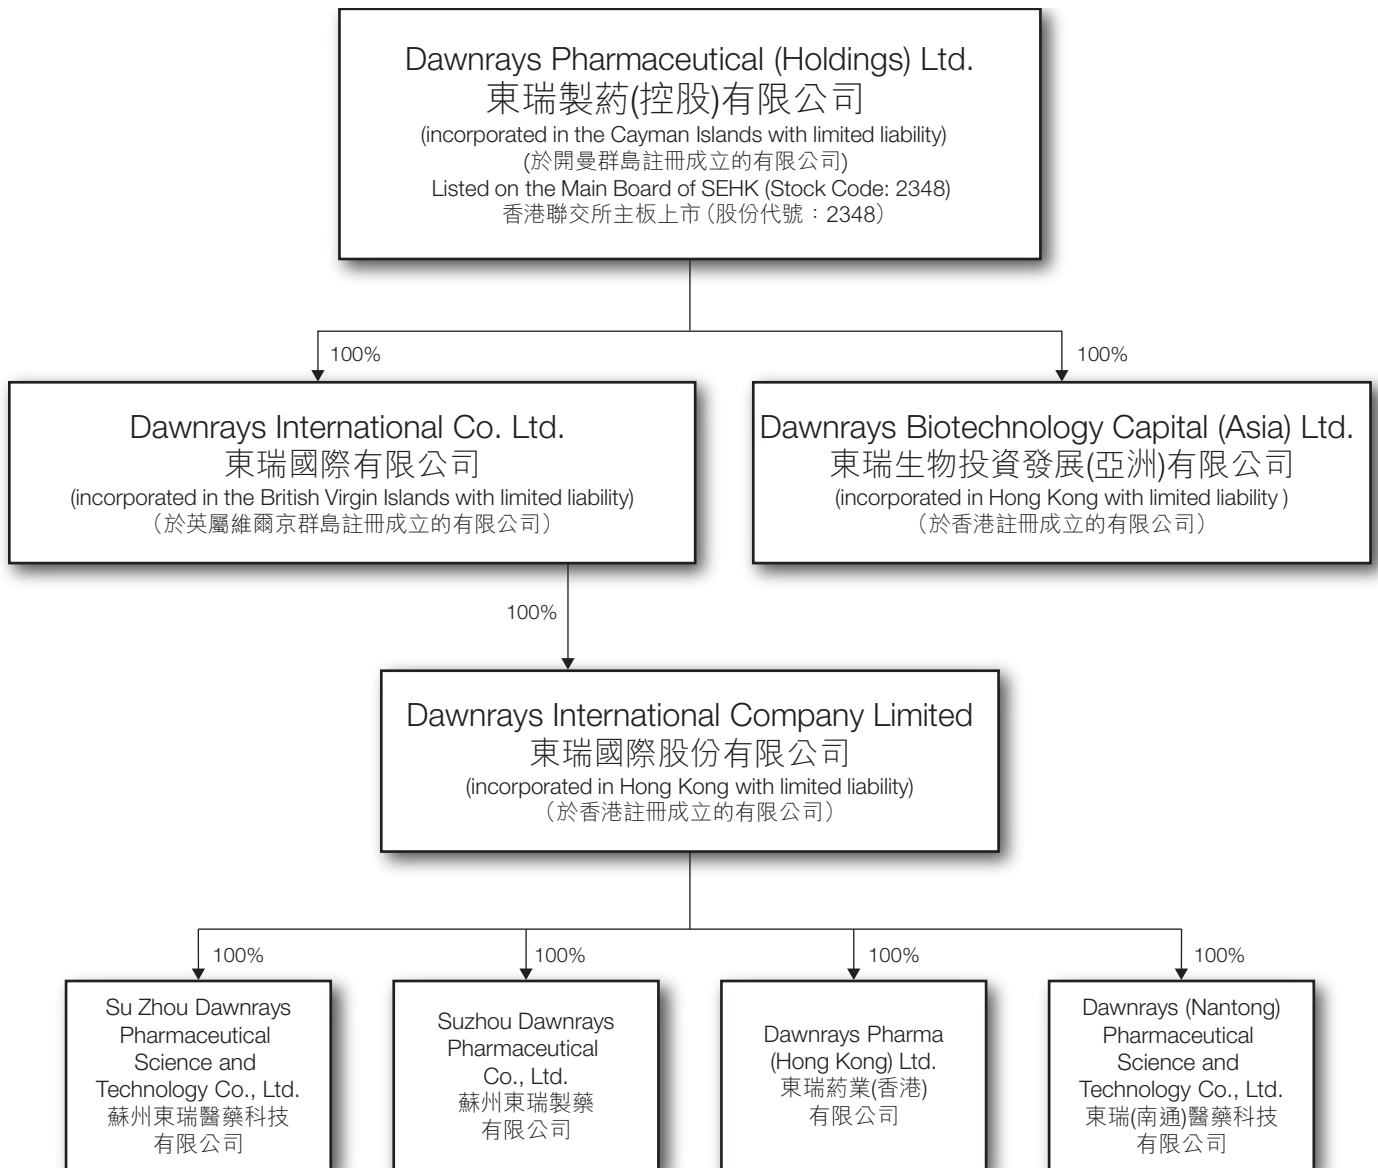 Dawnrays Pharmaceutical (Holdings) Ltd.
東瑞製葯(控股)有限公司
(incorporated in the Cayman Islands with limited liability)
(於開曼群島註冊成立的有限公司)
Listed on the Main Board of SEHK (Stock Code: 2348)
香港聯交所主板上市（股份代號：2348）
100%
100%
Dawnrays International Co. Ltd.
東瑞國際有限公司
(incorporated in the British Virgin Islands with limited liability)
（於英屬維爾京群島註冊成立的有限公司）
Dawnrays Biotechnology Capital (Asia) Ltd.
東瑞生物投資發展(亞洲)有限公司
(incorporated in Hong Kong with limited liability )
（於香港註冊成立的有限公司）
100%
Dawnrays International Company Limited
東瑞國際股份有限公司
(incorporated in Hong Kong with limited liability)
（於香港註冊成立的有限公司）
100%
100%
100%
100%
Su Zhou Dawnrays
Pharmaceutical
Science and
Technology Co., Ltd.
蘇州東瑞醫藥科技
有限公司
Suzhou Dawnrays
Pharmaceutical
Co., Ltd.
蘇州東瑞製藥
有限公司
Dawnrays Pharma
(Hong Kong) Ltd.
東瑞葯業(香港)
有限公司
Dawnrays (Nantong)
Pharmaceutical
Science and
Technology Co., Ltd.
東瑞(南通)醫藥科技
有限公司